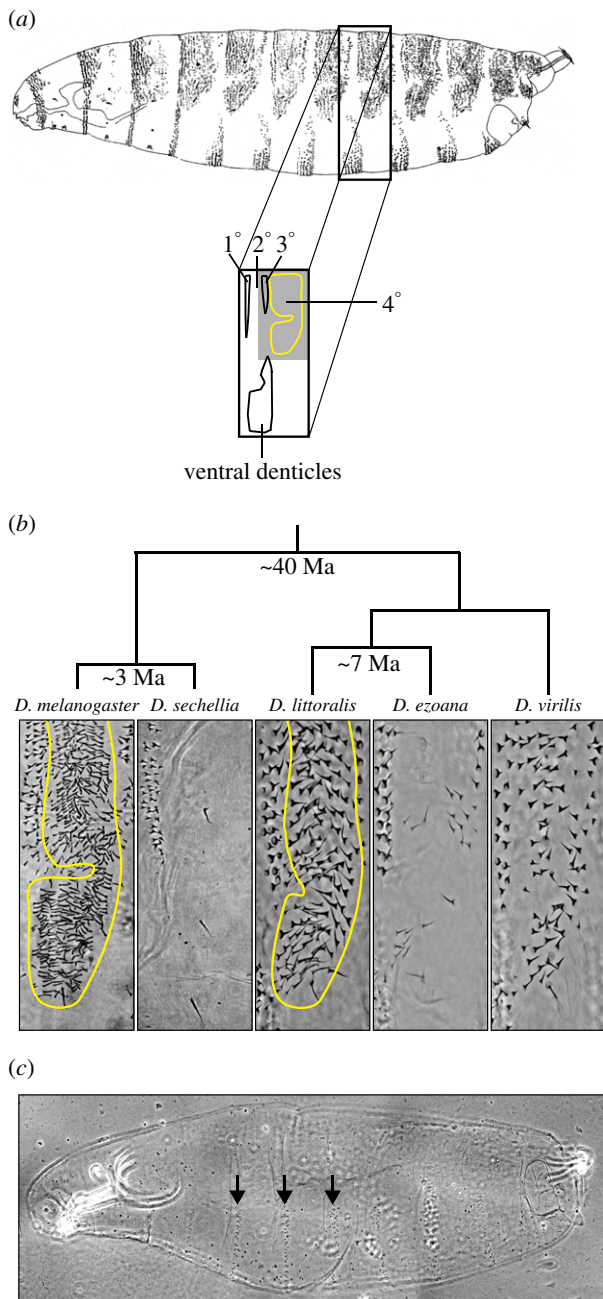 (a)
1° 2° 3°
4°
ventral denticles
(b)
~40 Ma
~3 Ma
~7 Ma
D. melanogaster D. sechellia D. littoralis D. ezoana D. virilis
(c)